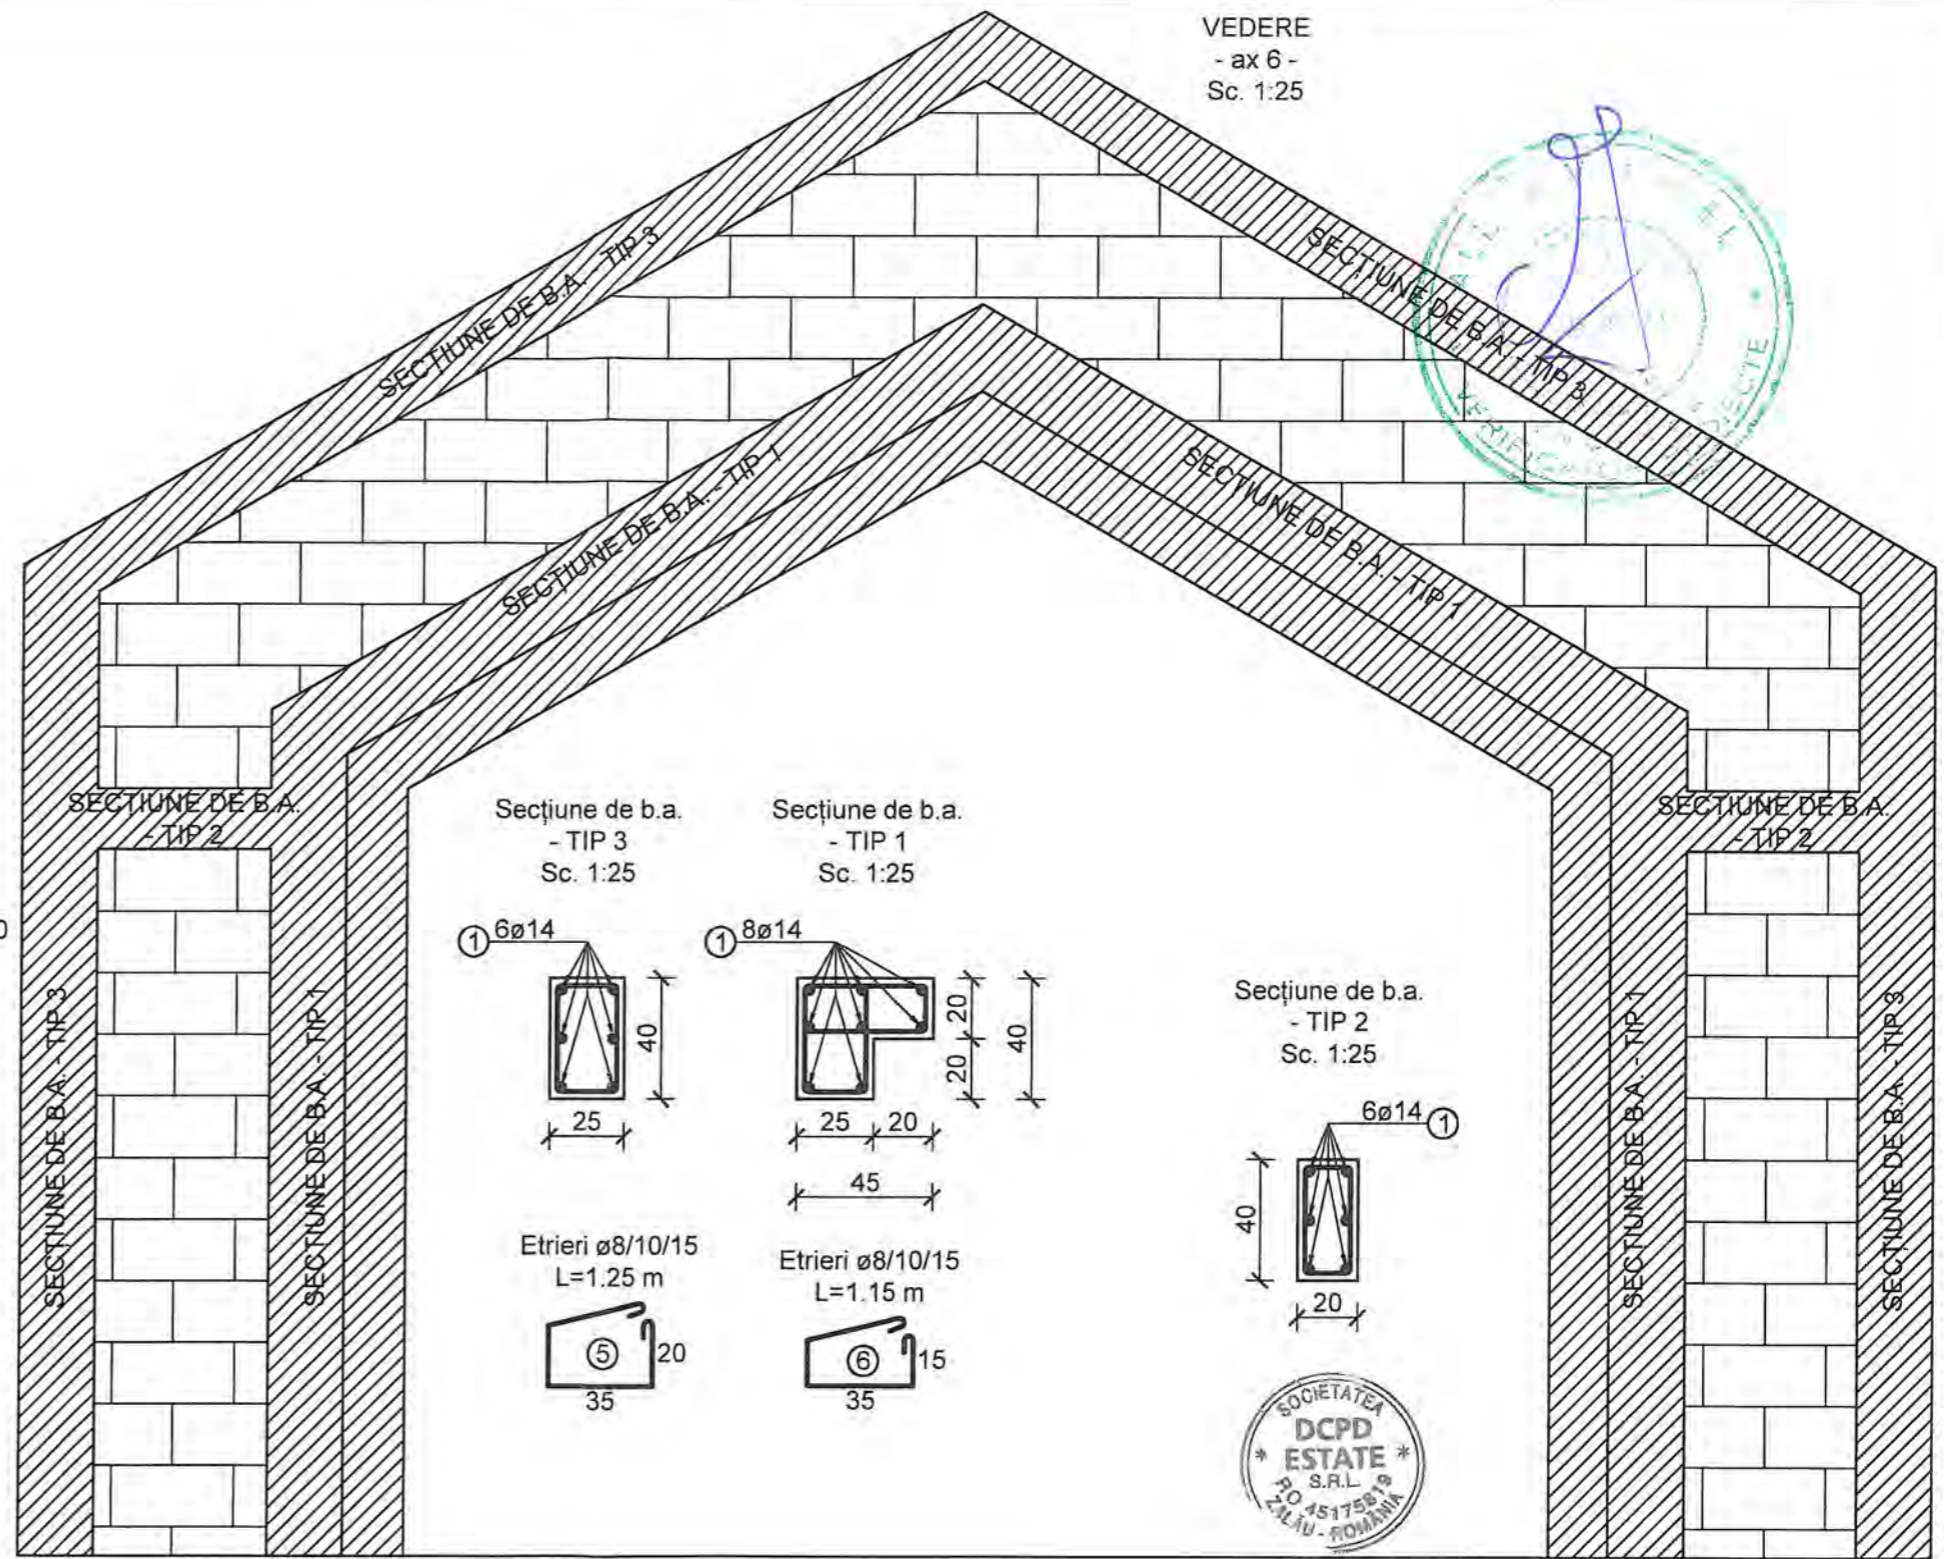 VEDERE
- ax 6 -
Sc. 1:25
SECȚIUNE DE B.A. - TIP 3
SECȚIUNE DE B.A. - TIP 3
SECȚIUNE DE B.A. - TIP 1
SECȚIUNE DE B.A. - TIP 1
SECȚIUNE DE B.A.
- TIP 2
SECȚIUNE DE B.A.
- TIP 2
SECȚIUNE DE B.A. - TIP 3
SECȚIUNE DE B.A. - TIP 1
SECȚIUNE DE B.A. - TIP 1
SECȚIUNE DE B.A. - TIP 3
0
Secțiune de b.a.
- TIP 3
Sc. 1:25
1 6ø14
40
25
Etrieri ø8/10/15
L=1.25 m
5
20
35
Secțiune de b.a.
- TIP 1
Sc. 1:25
1 8ø14
20
20
40
25
20
45
Etrieri ø8/10/15
L=1.15 m
6
15
35
Secțiune de b.a.
- TIP 2
Sc. 1:25
6ø14 1
40
20
SOCIETATEA
* DCPD *
ESTATE
S.R.L.
RO 45175819
ZALĂU - ROMÂNIA